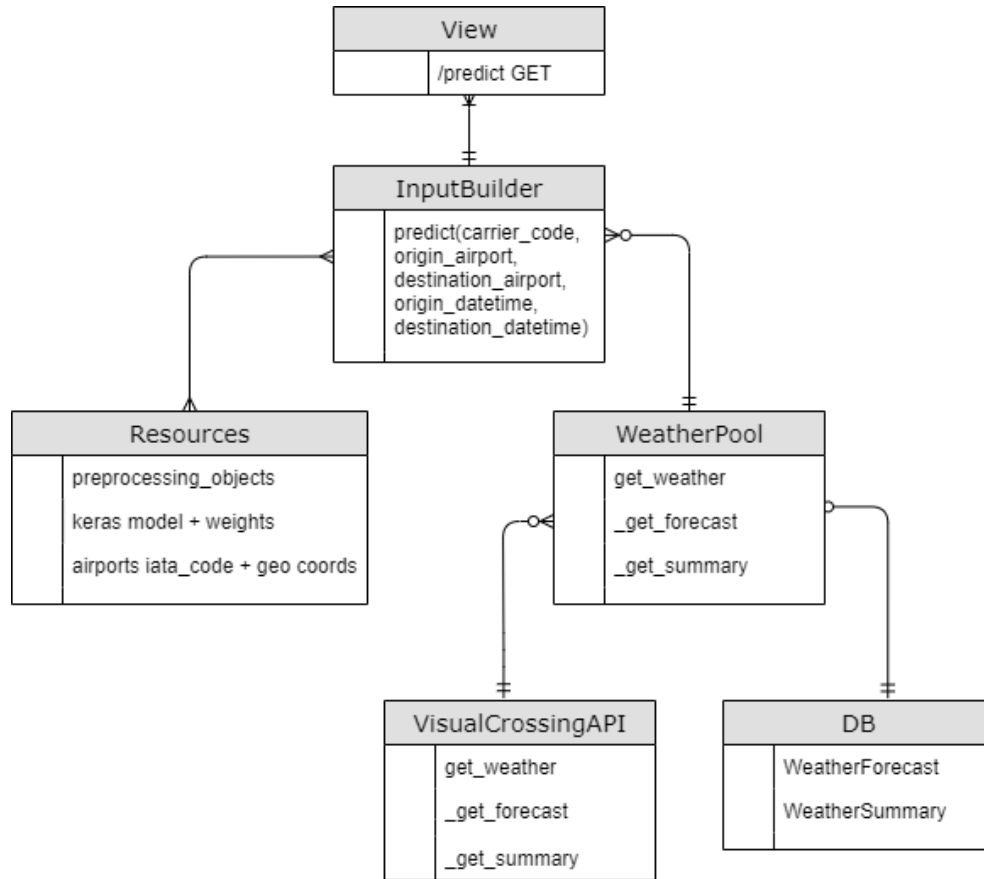 View
/predict GET
InputBuilder
predict(carrier_code,
origin_airport,
destination_airport,
origin_datetime,
destination_datetime)
Resources
preprocessing_objects
keras model + weights
airports iata_code + geo coords
WeatherPool
get_weather
_get_forecast
_get_summary
VisualCrossingAPI
get_weather
_get_forecast
_get_summary
DB
WeatherForecast
WeatherSummary